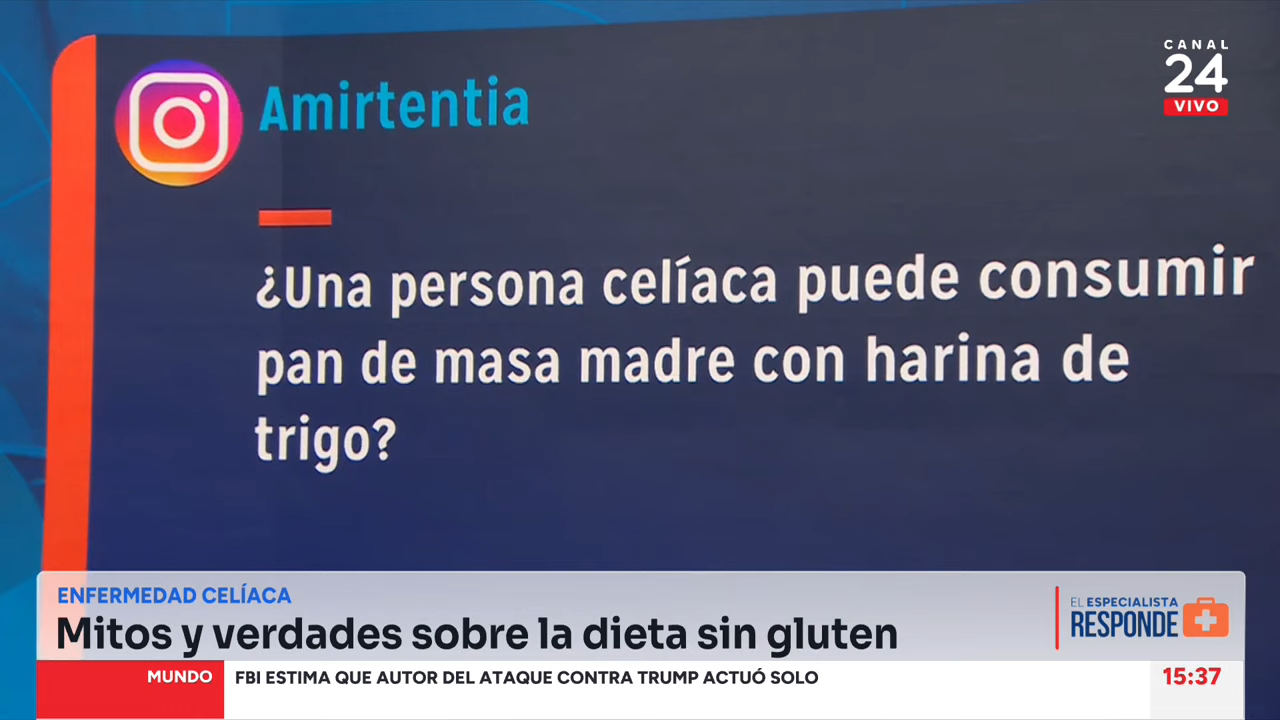 CANAL
24
VIVO
Amirtentia
¿Una persona celíaca puede consumir
pan de masa madre con harina de
trigo?
ENFERMEDAD CELÍACA
Mitos y verdades sobre la dieta sin gluten
EL ESPECIALISTA
RESPONDE
MUNDO
FBI ESTIMA QUE AUTOR DEL ATAQUE CONTRA TRUMP ACTUÓ SOLO
15:37